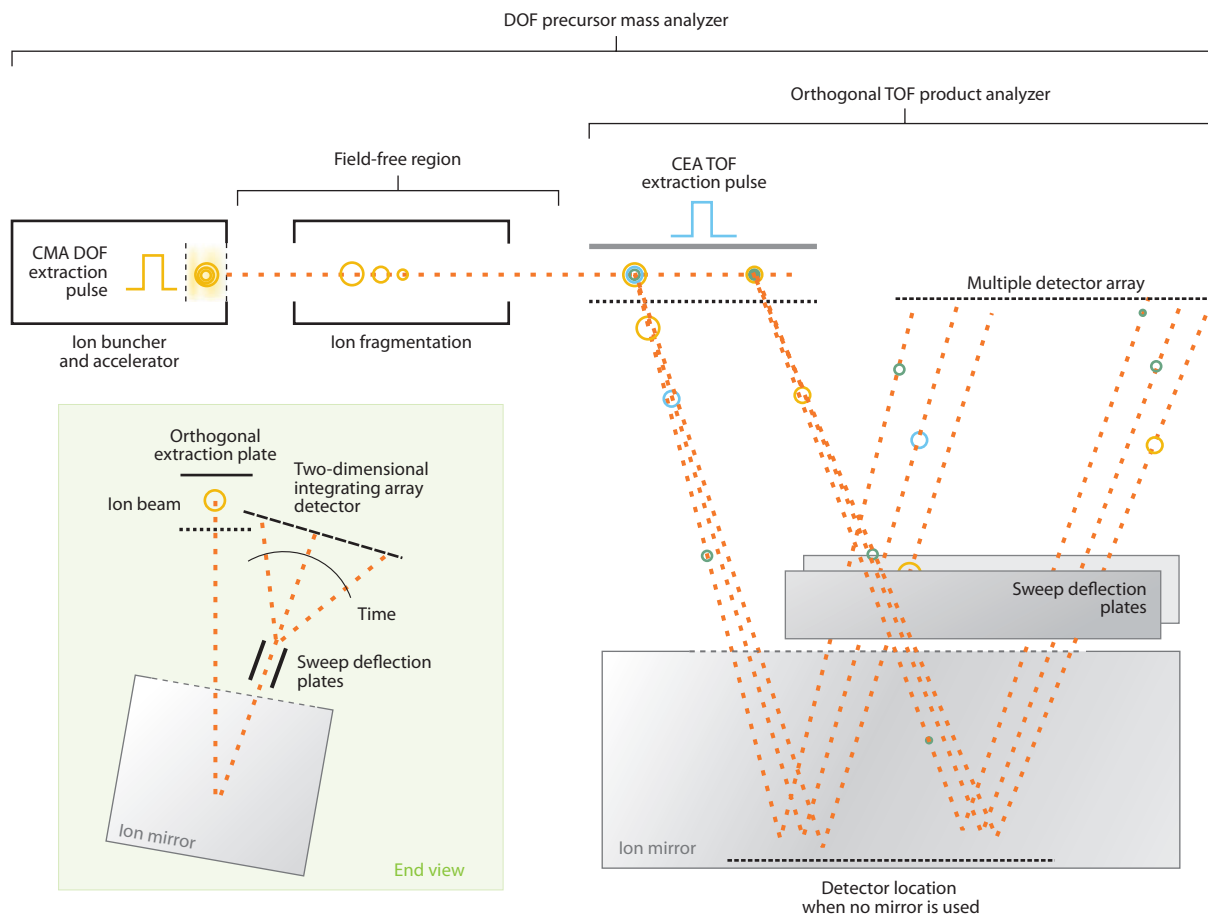 DOF precursor mass analyzer
Orthogonal TOF product analyzer
Field-free region
CEA TOF
extraction pulse
CMA DOF
extraction
pulse
Multiple detector array
Ion buncher
and accelerator
Ion fragmentation
Orthogonal
extraction plate
Two-dimensional
integrating array
detector
Ion beam
Time
Sweep deflection
plates
Sweep deflection
plates
Ion mirror
End view
Ion mirror
Detector location
when no mirror is used